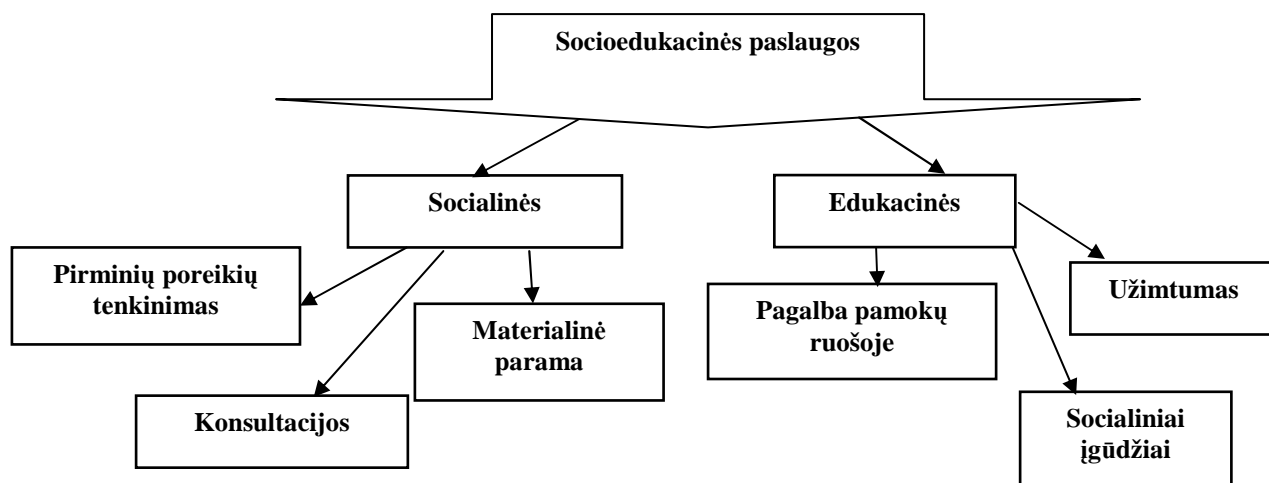 Socioedukacinės paslaugos
Socialinės
Edukacinės
Pirminių poreikių
tenkinimas
Materialinė
parama
Konsultacijos
Pagalba pamokų
ruošoje
Užimtumas
Socialiniai
įgūdžiai